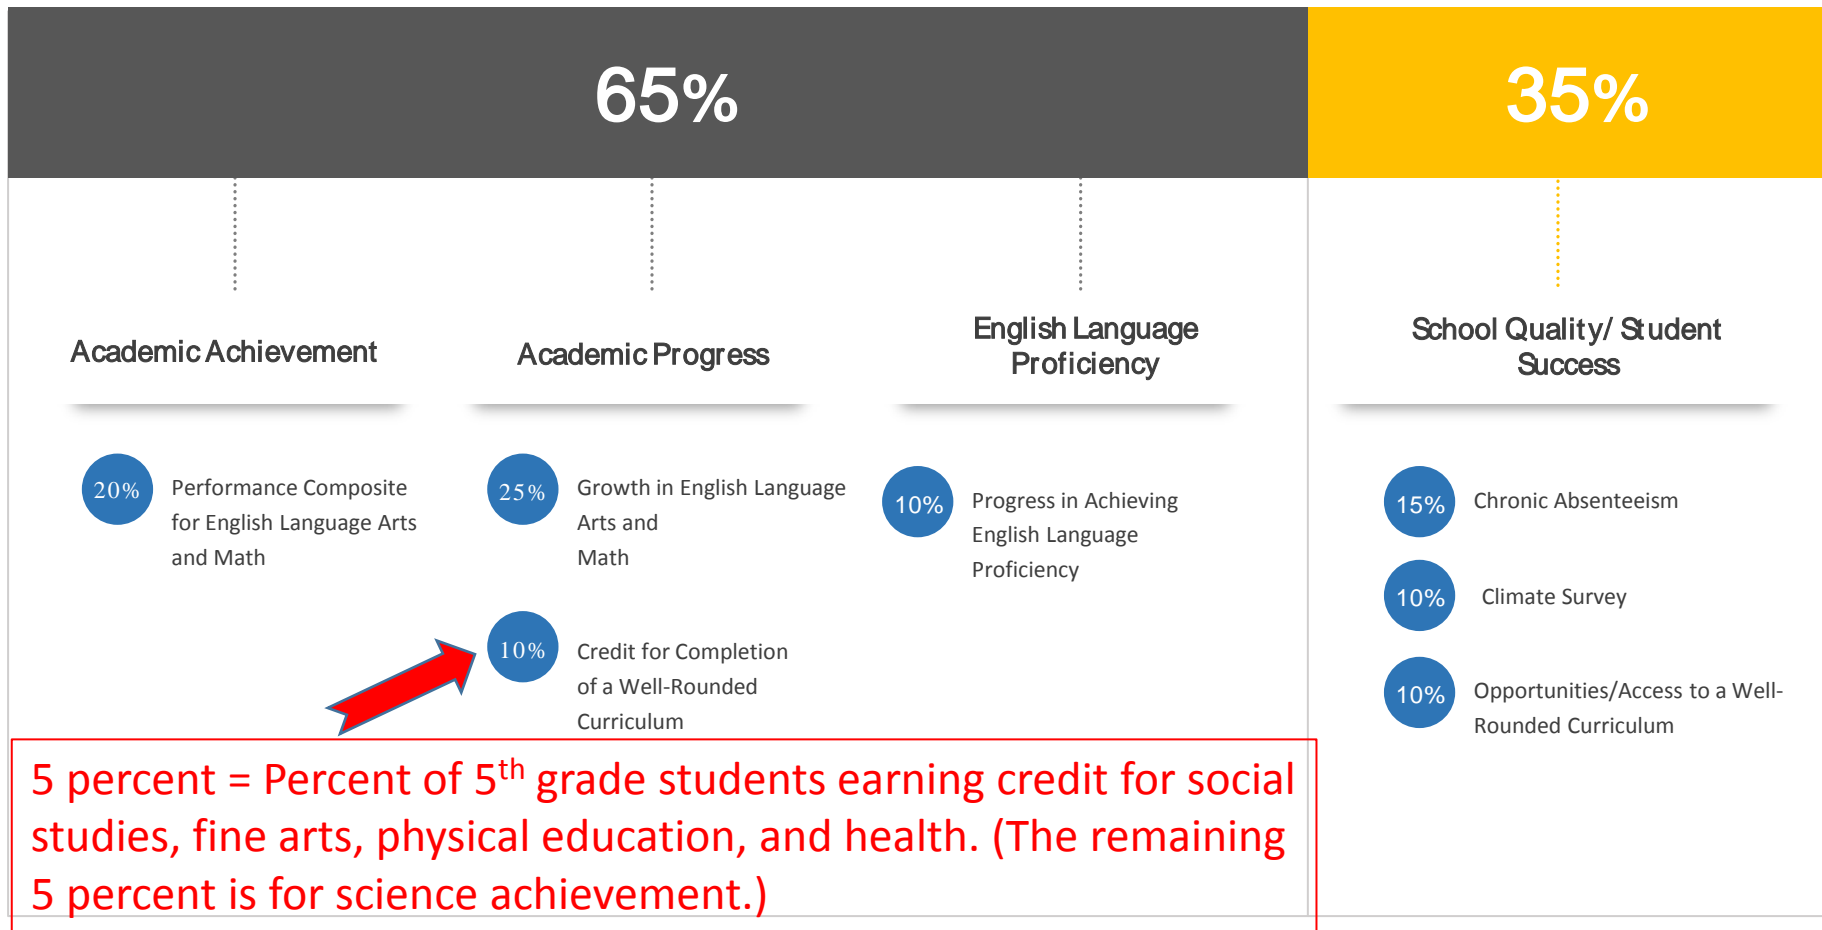 65%
35%
Academic Achievement
20%
Performance Composite
for English Language Arts
and Math
Academic Progress
25%
Growth in English Language
Arts and
Math
10%
Credit for Completion
of a Well-Rounded
Curriculum
English Language
Proficiency
10%
Progress in Achieving
English Language
Proficiency
School Quality/ Student
Success
15%
Chronic Absenteeism
10%
Climate Survey
10%
Opportunities/Access to a Well-
Rounded Curriculum
5 percent = Percent of 5th grade students earning credit for social
studies, fine arts, physical education, and health. (The remaining
5 percent is for science achievement.)